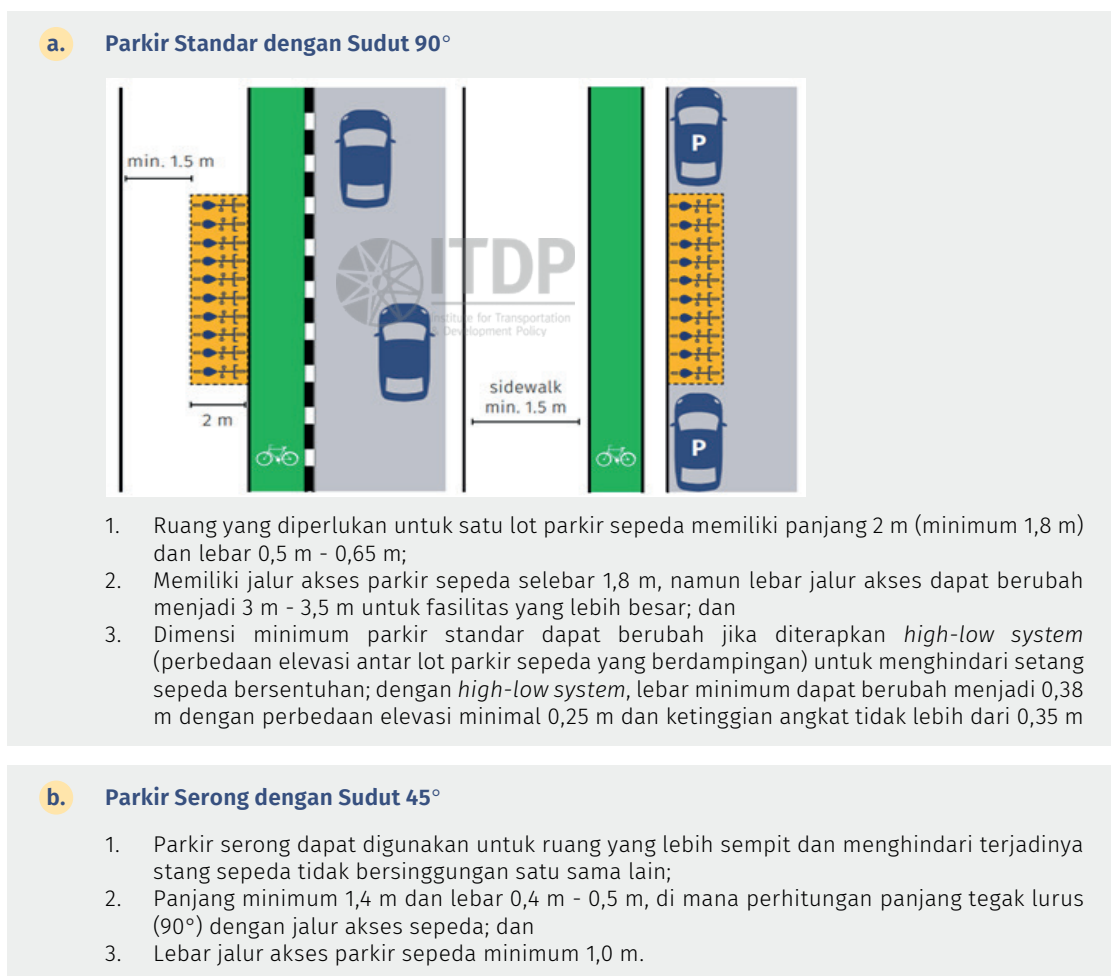 a. Parkir Standar dengan Sudut 90°
min. 1.5 m
P
ITDP
Institute for Transportation
& Development Policy
sidewalk
min. 1.5 m
2 m
P
1. Ruang yang diperlukan untuk satu lot parkir sepeda memiliki panjang 2 m (minimum 1,8 m)
dan lebar 0,5 m - 0,65 m;
2. Memiliki jalur akses parkir sepeda selebar 1,8 m, namun lebar jalur akses dapat berubah
menjadi 3 m - 3,5 m untuk fasilitas yang lebih besar; dan
3. Dimensi minimum parkir standar dapat berubah jika diterapkan high-low system
(perbedaan elevasi antar lot parkir sepeda yang berdampingan) untuk menghindari setang
sepeda bersentuhan; dengan high-low system, lebar minimum dapat berubah menjadi 0,38
m dengan perbedaan elevasi minimal 0,25 m dan ketinggian angkat tidak lebih dari 0,35 m
b. Parkir Serong dengan Sudut 45°
1. Parkir serong dapat digunakan untuk ruang yang lebih sempit dan menghindari terjadinya
stang sepeda tidak bersinggungan satu sama lain;
2. Panjang minimum 1,4 m dan lebar 0,4 m - 0,5 m, di mana perhitungan panjang tegak lurus
(90°) dengan jalur akses sepeda; dan
3. Lebar jalur akses parkir sepeda minimum 1,0 m.